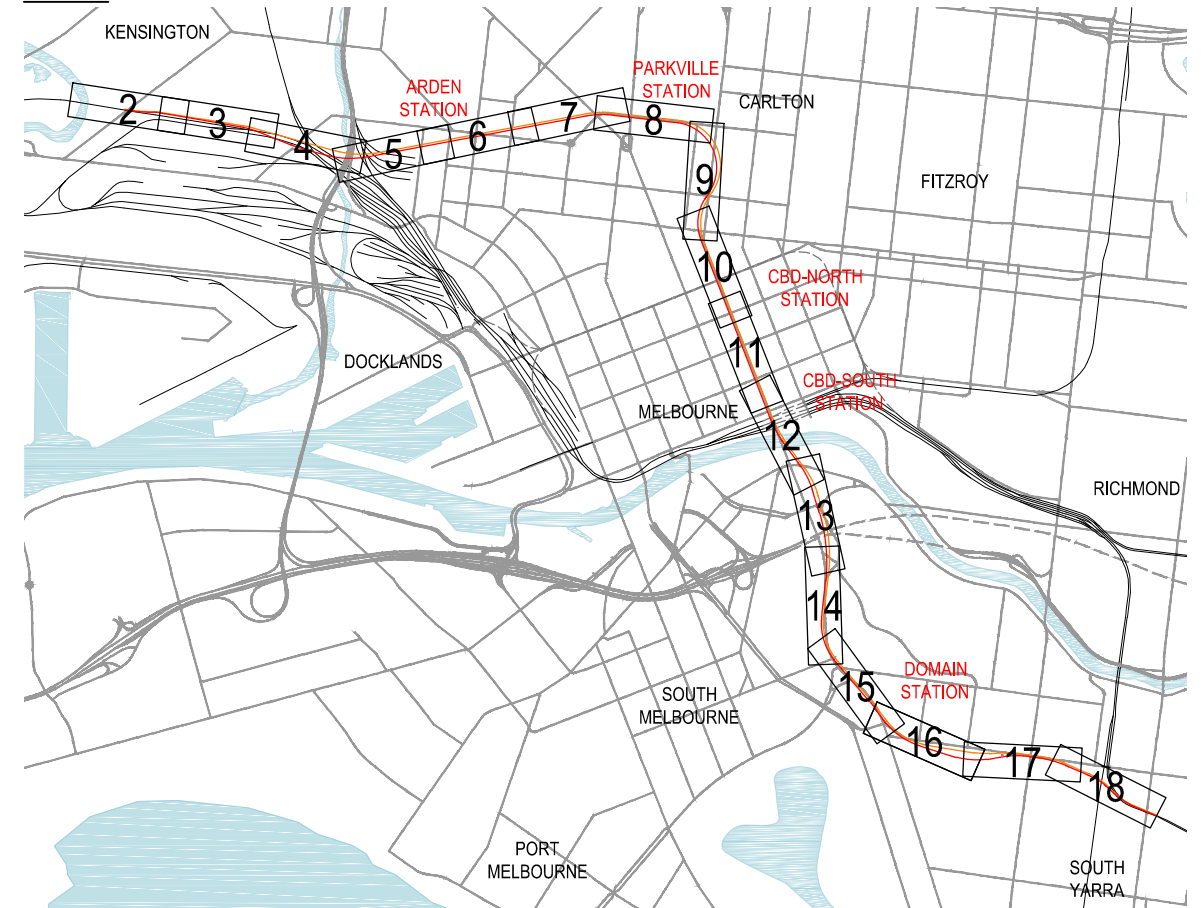 KENSINGTON
ARDEN
STATION
PARKVILLE
STATION
CARLTON
2
3
4
5
6
7
8
9
FITZROY
10
CBD-NORTH
STATION
11
DOCKLANDS
CBD-SOUTH
STATION
MELBOURNE
12
RICHMOND
13
14
DOMAIN
STATION
15
SOUTH
MELBOURNE
16
17
18
PORT
MELBOURNE
SOUTH
YARRA